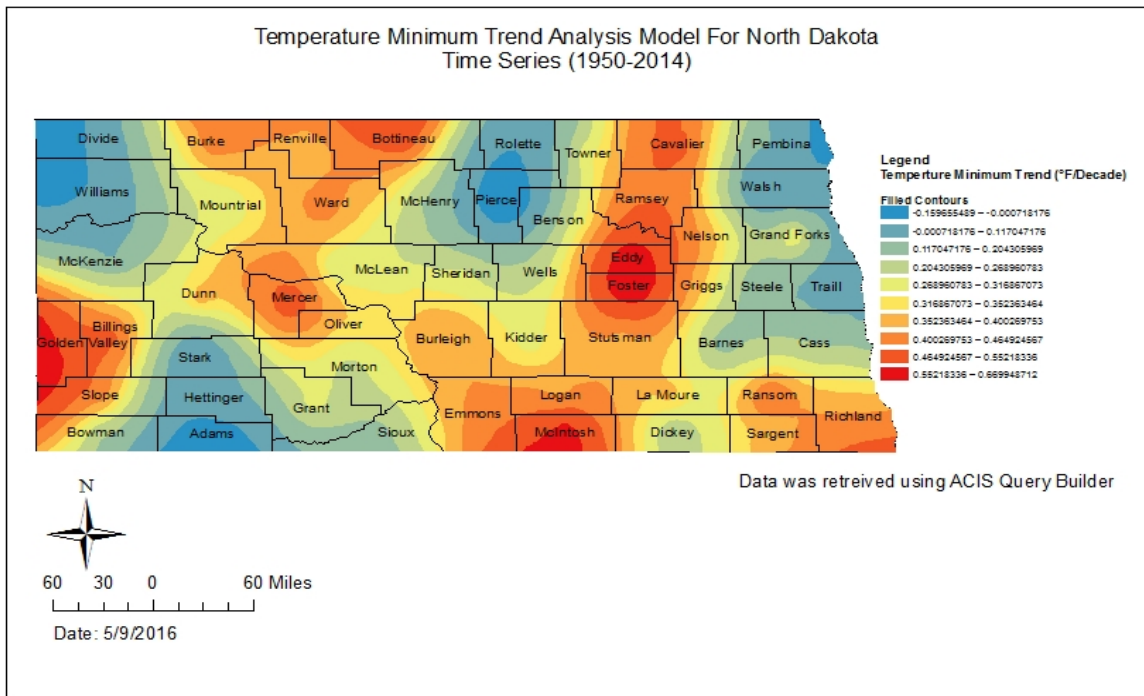 Temperature Minimum Trend Analysis Model For North Dakota
Time Series (1950-2014)
Divide
Burke
Renville
Bottineau
Rolette
Towner
Cavalier
Pembina
Williams
Mountrial
Ward
McHenry
Pierce
Benson
Ramsey
Walsh
McKenzie
Nelson
Grand Forks
Dunn
McLean
Sheridan
Wells
Eddy
Foster
Griggs
Steele
Traill
Mercer
Oliver
Billings
Golden Valley
Burleigh
Kidder
Stutsman
Barnes
Cass
Stark
Morton
Slope
Hettinger
Grant
Emmons
Logan
La Moure
Ransom
Richland
Bowman
Adams
Sioux
McIntosh
Dickey
Sargent
Legend
Temperture Minimum Trend (°F/Decade)
Filled Contours
-0.159655489 – -0.000718176
-0.000718176 – 0.117047176
0.117047176 – 0.204305969
0.204305969 – 0.268960783
0.268960783 – 0.316867073
0.316867073 – 0.352363464
0.352363464 – 0.400269753
0.400269753 – 0.464924567
0.464924567 – 0.55218336
0.55218336 – 0.669948712
Data was retreived using ACIS Query Builder
N
60 30 0 60 Miles
Date: 5/9/2016